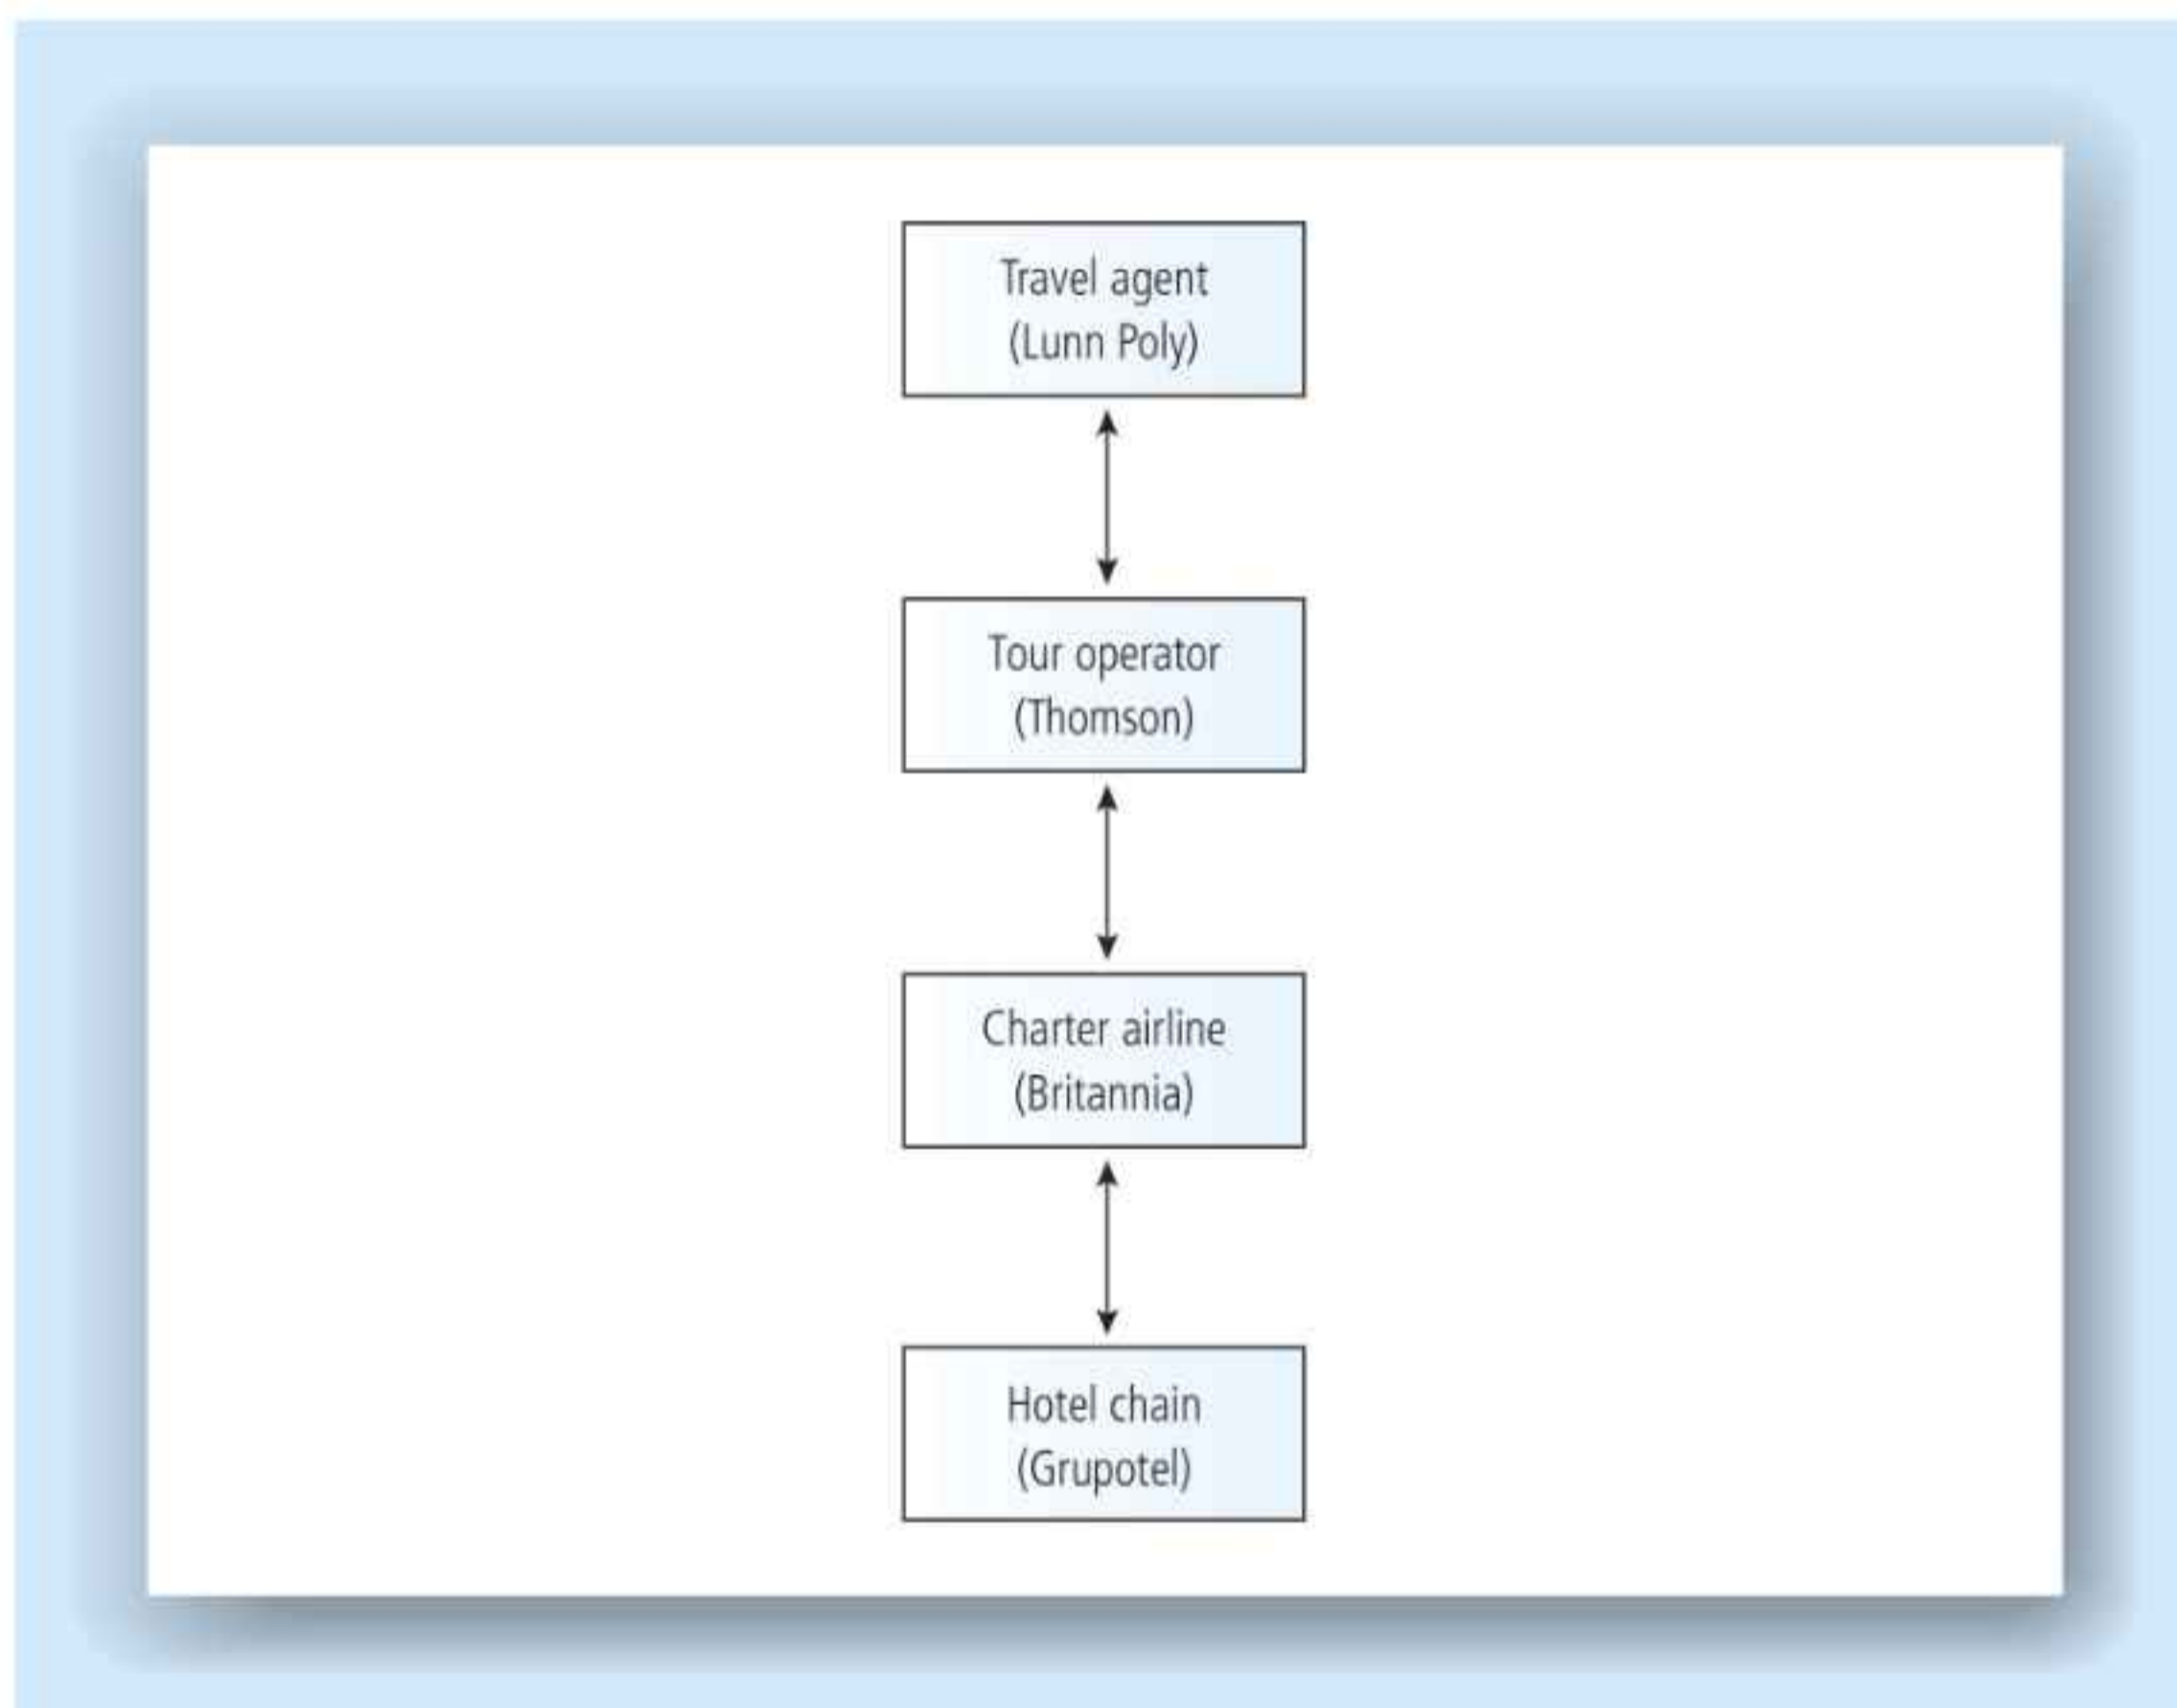 Travel agent
(Lunn Poly)
Tour operator
(Thomson)
Charter airline
(Britannia)
Hotel chain
(Grupotel)